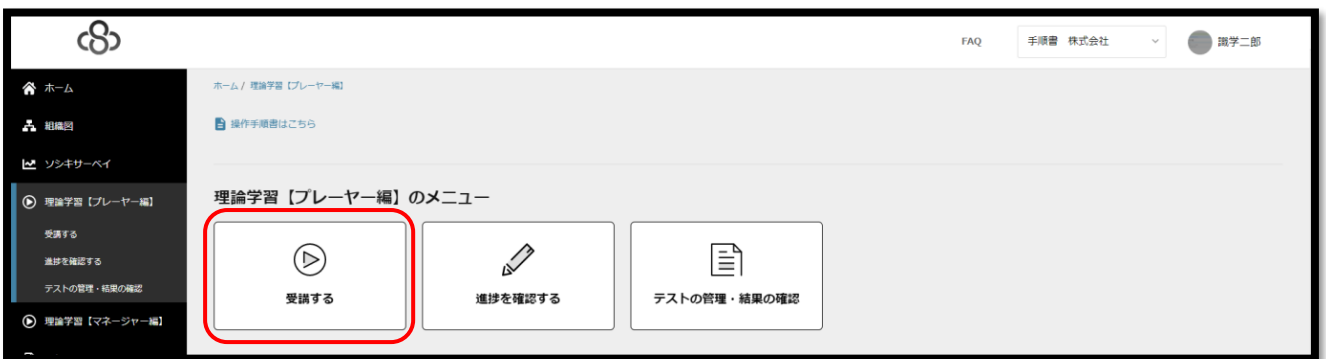 FAQ
手順書 株式会社
識学二郎
ホーム
組織図
ソシキサーベイ
理論学習【プレーヤー編】
受講する
進捗を確認する
テストの管理・結果の確認
理論学習【マネージャー編】
ホーム / 理論学習【プレーヤー編】
操作手順書はこちら
理論学習【プレーヤー編】のメニュー
受講する
進捗を確認する
テストの管理・結果の確認